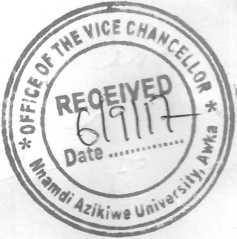 * OFFICE OF THE VICE CHANCELLOR *
RECEIVED
6/9/17
Date ..............
Nnamdi Azikiwe University, Awka